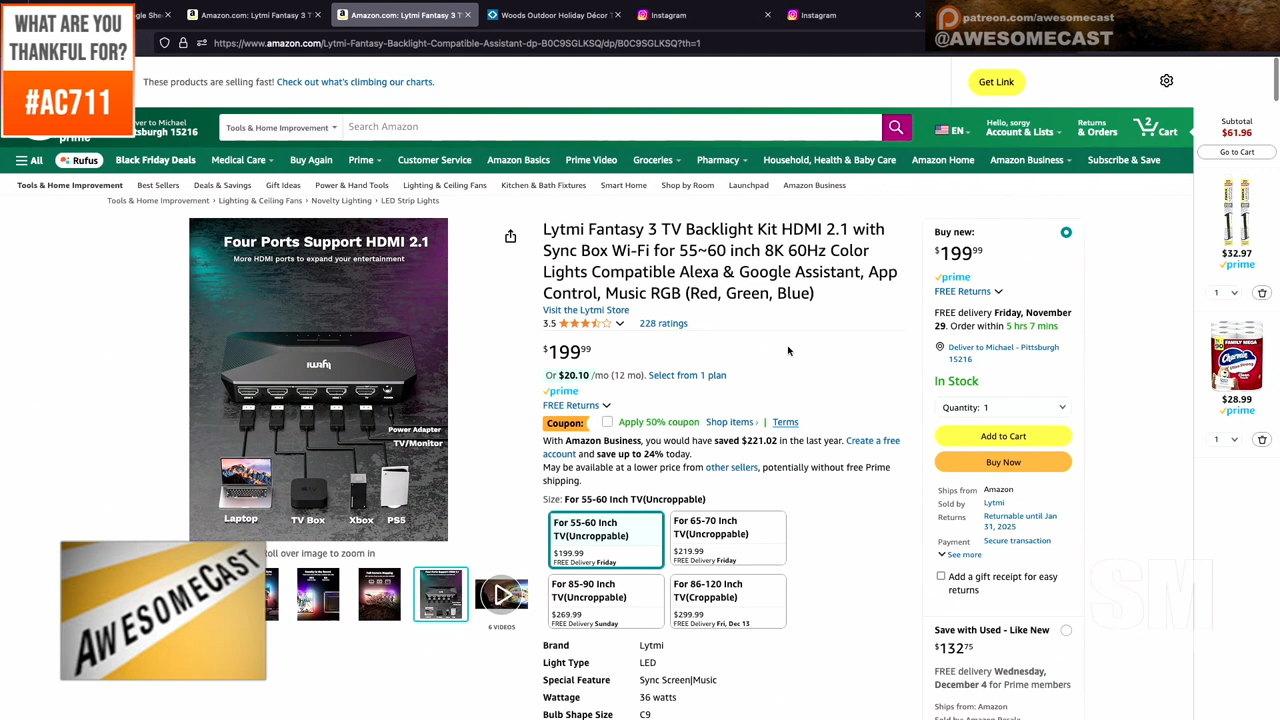 WHAT ARE YOU
THANKFUL FOR?
#AC711
Amazon.com: Lytmi Fantasy 3 T
Amazon.com: Lytmi Fantasy 3 T
Woods Outdoor Holiday Décor
Instagram
Instagram
patreon.com/awesomecast
@AWESOMECAST
https://www.amazon.com/Lytmi-Fantasy-Backlight-Compatible-Assistant-dp-B0C9SGLKSQ/dp/B0C9SGLKSQ?th=1
These products are selling fast! Check out what's climbing our charts.
Get Link
prime
Deliver to Michael
Pittsburgh 15216
Tools & Home Improvement
Search Amazon
EN
Hello, sorgy
Account & Lists
Returns
& Orders
2
Cart
Subtotal
$61.96
Go to Cart
All
Rufus
Black Friday Deals
Medical Care
Buy Again
Prime
Customer Service
Amazon Basics
Prime Video
Groceries
Pharmacy
Household, Health & Baby Care
Amazon Home
Amazon Business
Subscribe & Save
Tools & Home Improvement
Best Sellers
Deals & Savings
Gift Ideas
Power & Hand Tools
Lighting & Ceiling Fans
Kitchen & Bath Fixtures
Smart Home
Shop by Room
Launchpad
Amazon Business
Tools & Home Improvement › Lighting & Ceiling Fans › Novelty Lighting › LED Strip Lights
Four Ports Support HDMI 2.1
More HDMI ports to expand your entertainment
lytmi
Power Adapter
TV/Monitor
Laptop
TV Box
Xbox
PS5
oll over image to zoom in
6 VIDEOS
AWESOMECAST
Lytmi Fantasy 3 TV Backlight Kit HDMI 2.1 with
Sync Box Wi-Fi for 55~60 inch 8K 60Hz Color
Lights Compatible Alexa & Google Assistant, App
Control, Music RGB (Red, Green, Blue)
Visit the Lytmi Store
3.5
228 ratings
$199.99
Or $20.10 /mo (12 mo). Select from 1 plan
prime
FREE Returns
Coupon:
Apply 50% coupon
Shop items ›
| Terms
With Amazon Business, you would have saved $221.02 in the last year. Create a free
account and save up to 24% today.
May be available at a lower price from other sellers, potentially without free Prime
shipping.
Size: For 55-60 Inch TV(Uncroppable)
For 55-60 Inch
TV(Uncroppable)
$199.99
FREE Delivery Friday
For 65-70 Inch
TV(Uncroppable)
$219.99
FREE Delivery Friday
For 85-90 Inch
TV(Uncroppable)
$269.99
FREE Delivery Sunday
For 86-120 Inch
TV(Croppable)
$299.99
FREE Delivery Fri, Dec 13
Brand Lytmi
Light Type LED
Special Feature Sync Screen|Music
Wattage 36 watts
Bulb Shape Size C9
Buy new:
$199.99
prime
FREE Returns
FREE delivery Friday, November
29. Order within 5 hrs 7 mins
Deliver to Michael - Pittsburgh
15216
In Stock
Quantity: 1
Add to Cart
Buy Now
Ships from Amazon
Sold by Lytmi
Returns Returnable until Jan
31, 2025
Payment Secure transaction
See more
Add a gift receipt for easy
returns
Save with Used - Like New
$132.75
FREE delivery Wednesday,
December 4 for Prime members
Ships from: Amazon
$32.97
prime
1
$28.99
prime
1
SM